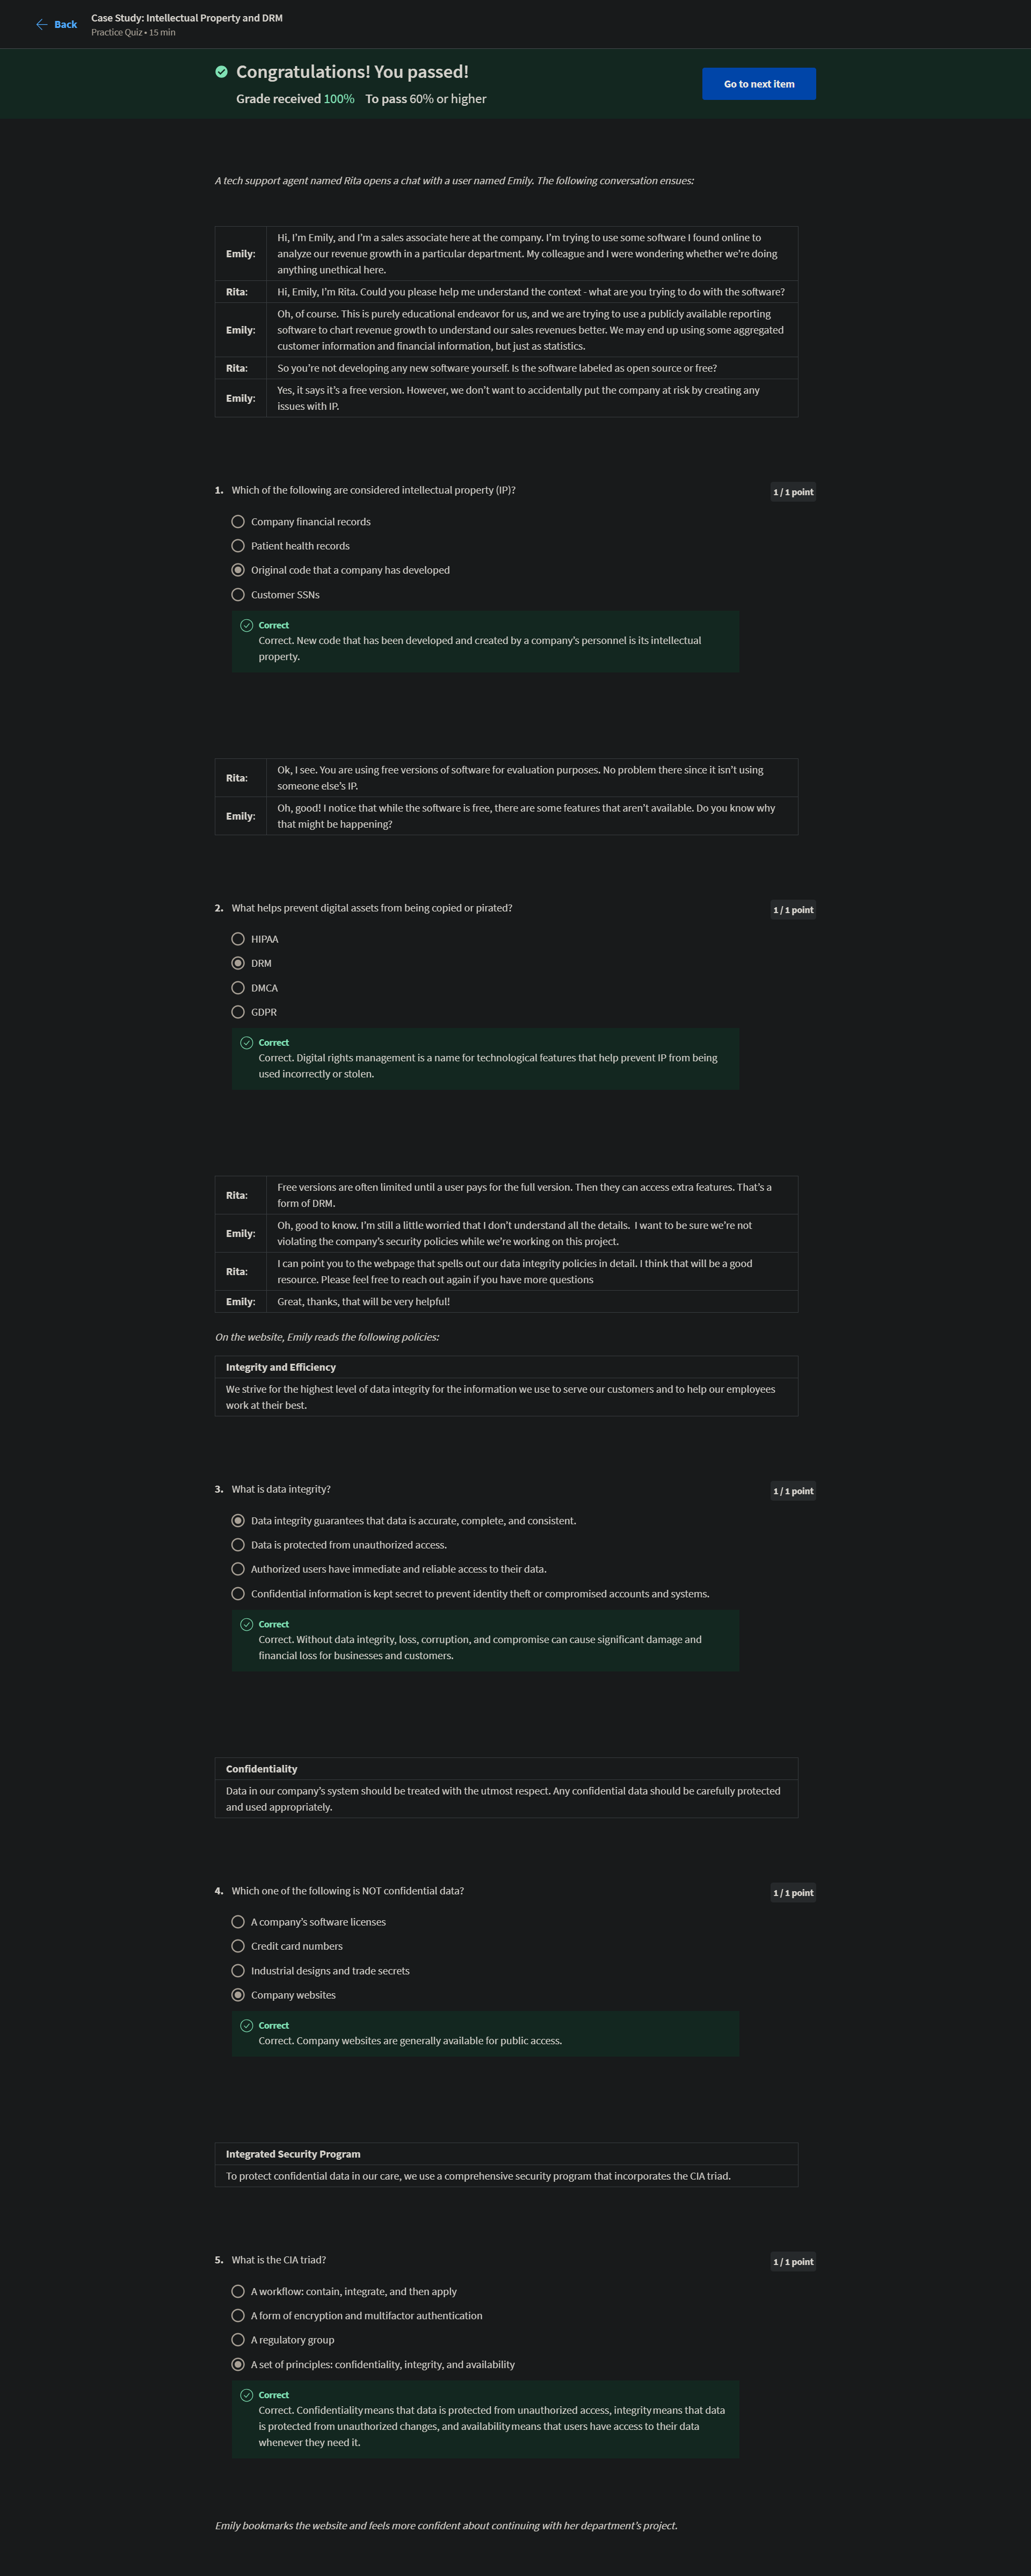 Back
Case Study: Intellectual Property and DRM
Practice Quiz • 15 min
Congratulations! You passed!
Grade received 100% To pass 60% or higher
Go to next item
A tech support agent named Rita opens a chat with a user named Emily. The following conversation ensues:
Emily:
Hi, I'm Emily, and I'm a sales associate here at the company. I'm trying to use some software I found online to
analyze our revenue growth in a particular department. My colleague and I were wondering whether we're doing
anything unethical here.
Rita:
Hi, Emily, I'm Rita. Could you please help me understand the context - what are you trying to do with the software?
Emily:
Oh, of course. This is purely educational endeavor for us, and we are trying to use a publicly available reporting
software to chart revenue growth to understand our sales revenues better. We may end up using some aggregated
customer information and financial information, but just as statistics.
Rita:
So you're not developing any new software yourself. Is the software labeled as open source or free?
Emily:
Yes, it says it's a free version. However, we don't want to accidentally put the company at risk by creating any
issues with IP.
1. Which of the following are considered intellectual property (IP)?
1 / 1 point
Company financial records
Patient health records
Original code that a company has developed
Customer SSNs
Correct
Correct. New code that has been developed and created by a company's personnel is its intellectual
property.
Rita:
Ok, I see. You are using free versions of software for evaluation purposes. No problem there since it isn't using
someone else's IP.
Emily:
Oh, good! I notice that while the software is free, there are some features that aren't available. Do you know why
that might be happening?
2. What helps prevent digital assets from being copied or pirated?
1 / 1 point
HIPAA
DRM
DMCA
GDPR
Correct
Correct. Digital rights management is a name for technological features that help prevent IP from being
used incorrectly or stolen.
Rita:
Free versions are often limited until a user pays for the full version. Then they can access extra features. That's a
form of DRM.
Emily:
Oh, good to know. I'm still a little worried that I don't understand all the details. I want to be sure we're not
violating the company's security policies while we're working on this project.
Rita:
I can point you to the webpage that spells out our data integrity policies in detail. I think that will be a good
resource. Please feel free to reach out again if you have more questions
Emily:
Great, thanks, that will be very helpful!
On the website, Emily reads the following policies:
Integrity and Efficiency
We strive for the highest level of data integrity for the information we use to serve our customers and to help our employees
work at their best.
3. What is data integrity?
1 / 1 point
Data integrity guarantees that data is accurate, complete, and consistent.
Data is protected from unauthorized access.
Authorized users have immediate and reliable access to their data.
Confidential information is kept secret to prevent identity theft or compromised accounts and systems.
Correct
Correct. Without data integrity, loss, corruption, and compromise can cause significant damage and
financial loss for businesses and customers.
Confidentiality
Data in our company's system should be treated with the utmost respect. Any confidential data should be carefully protected
and used appropriately.
4. Which one of the following is NOT confidential data?
1 / 1 point
A company's software licenses
Credit card numbers
Industrial designs and trade secrets
Company websites
Correct
Correct. Company websites are generally available for public access.
Integrated Security Program
To protect confidential data in our care, we use a comprehensive security program that incorporates the CIA triad.
5. What is the CIA triad?
1 / 1 point
A workflow: contain, integrate, and then apply
A form of encryption and multifactor authentication
A regulatory group
A set of principles: confidentiality, integrity, and availability
Correct
Correct. Confidentiality means that data is protected from unauthorized access, integrity means that data
is protected from unauthorized changes, and availability means that users have access to their data
whenever they need it.
Emily bookmarks the website and feels more confident about continuing with her department's project.